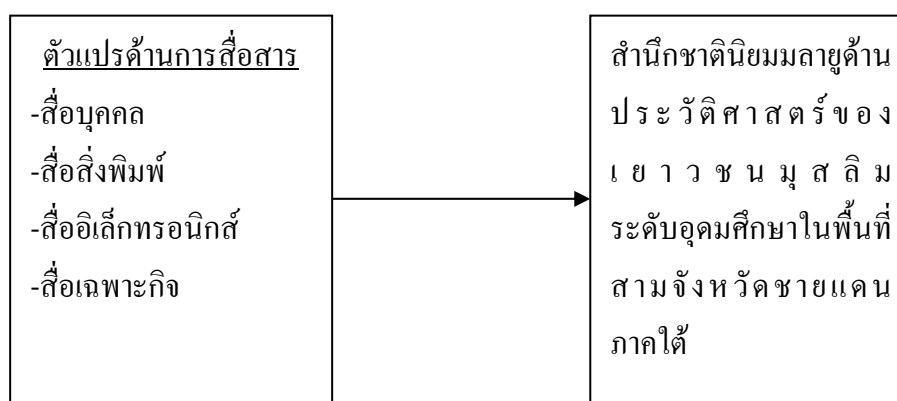 ตัวแปรด้านการสื่อสาร
-สื่อบุคคล
-สื่อสิ่งพิมพ์
-สื่ออิเล็กทรอนิกส์
-สื่อเฉพาะกิจ
สำนึกชาตินิยมมลายูด้าน
ประวัติศาสตร์ของ
เยาวชนมุสลิม
ระดับอุดมศึกษาในพื้นที่
สามจังหวัดชายแดน
ภาคใต้